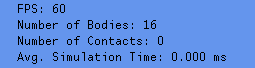 FPS: 60
Number of Bodies: 16
Number of Contacts: 0
Avg. Simulation Time: 0.000 ms